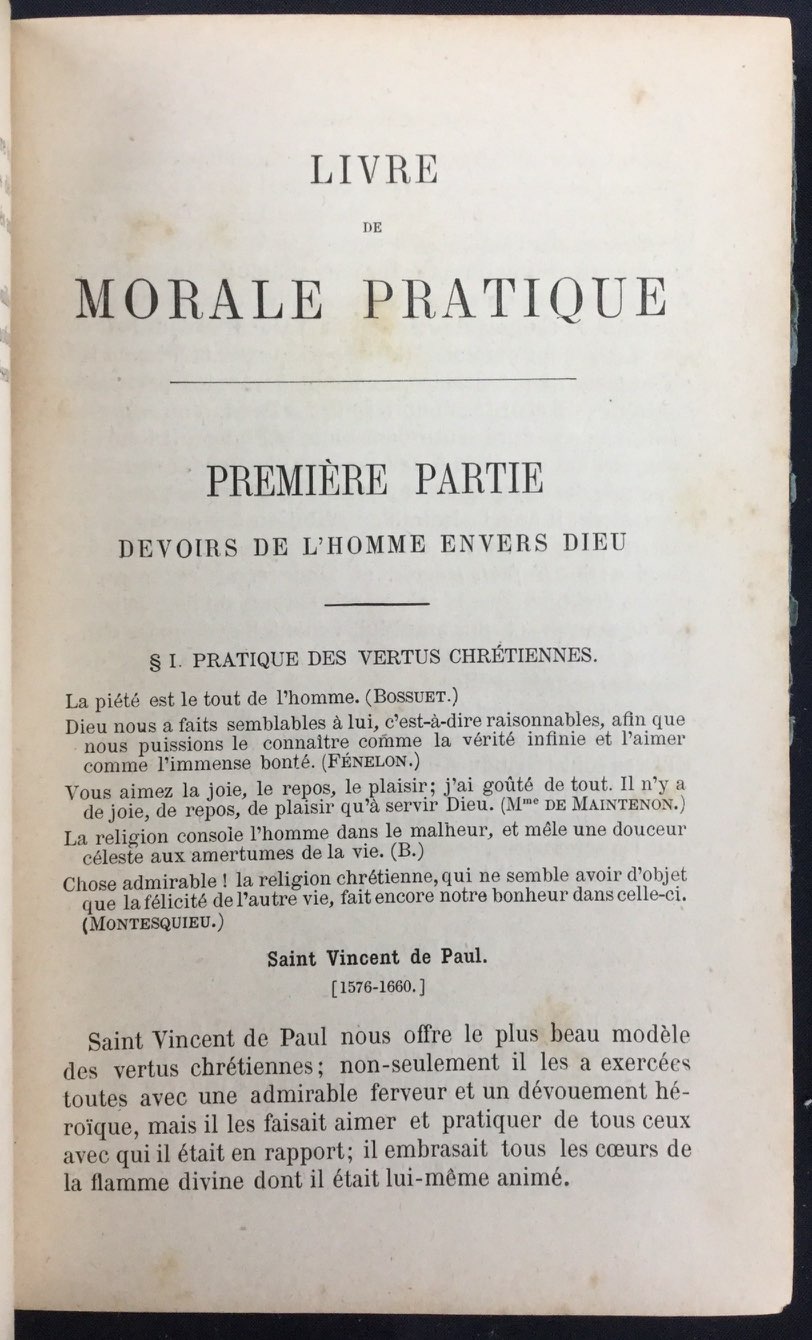 LIVRE
DE
MORALE PRATIQUE
PREMIÈRE PARTIE
DEVOIRS DE L'HOMME ENVERS DIEU
§ I. PRATIQUE DES VERTUS CHRÉTIENNES.
La piété est le tout de l'homme. (BOSSUET.)
Dieu nous a faits semblables à lui, c'est-à-dire raisonnables, afin que
nous puissions le connaître comme la vérité infinie et l'aimer
comme l'immense bonté. (FÉNELON.)
Vous aimez la joie, le repos, le plaisir; j'ai goûté de tout. Il n'y a
de joie, de repos, de plaisir qu'à servir Dieu. (Mme DE MAINTENON.)
La religion console l'homme dans le malheur, et mêle une douceur
céleste aux amertumes de la vie. (B.)
Chose admirable ! la religion chrétienne, qui ne semble avoir d'objet
que la félicité de l'autre vie, fait encore notre bonheur dans celle-ci.
(MONTESQUIEU.)
Saint Vincent de Paul.
[1576-1660.]
Saint Vincent de Paul nous offre le plus beau modèle
des vertus chrétiennes; non-seulement il les a exercées
toutes avec une admirable ferveur et un dévouement hé-
roïque, mais il les faisait aimer et pratiquer de tous ceux
avec qui il était en rapport; il embrasait tous les cœurs de
la flamme divine dont il était lui-même animé.